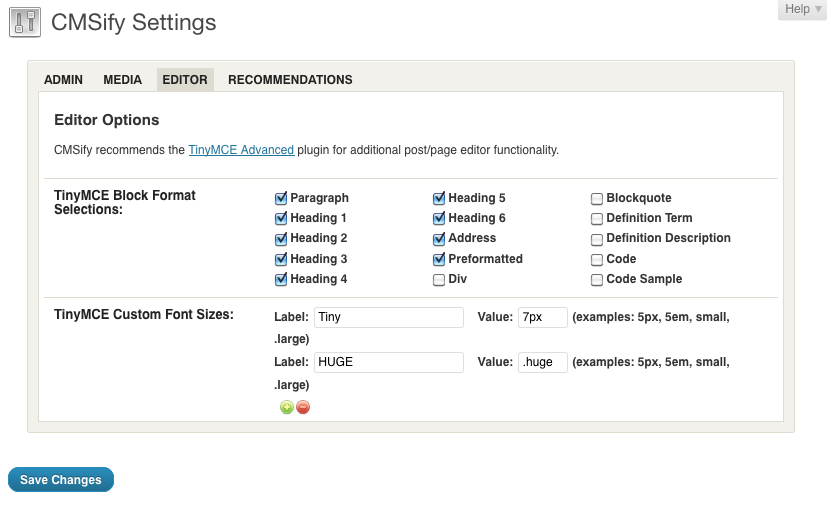 CMSify Settings
Help
ADMIN MEDIA EDITOR RECOMMENDATIONS
Editor Options
CMSify recommends the TinyMCE Advanced plugin for additional post/page editor functionality.
TinyMCE Block Format
Selections:
Paragraph Heading 5 Blockquote
Heading 1 Heading 6 Definition Term
Heading 2 Address Definition Description
Heading 3 Preformatted Code
Heading 4 Div Code Sample
TinyMCE Custom Font Sizes:
Label: Tiny Value: 7px (examples: 5px, 5em, small,
.large)
Label: HUGE Value: .huge (examples: 5px, 5em, small,
.large)
Save Changes